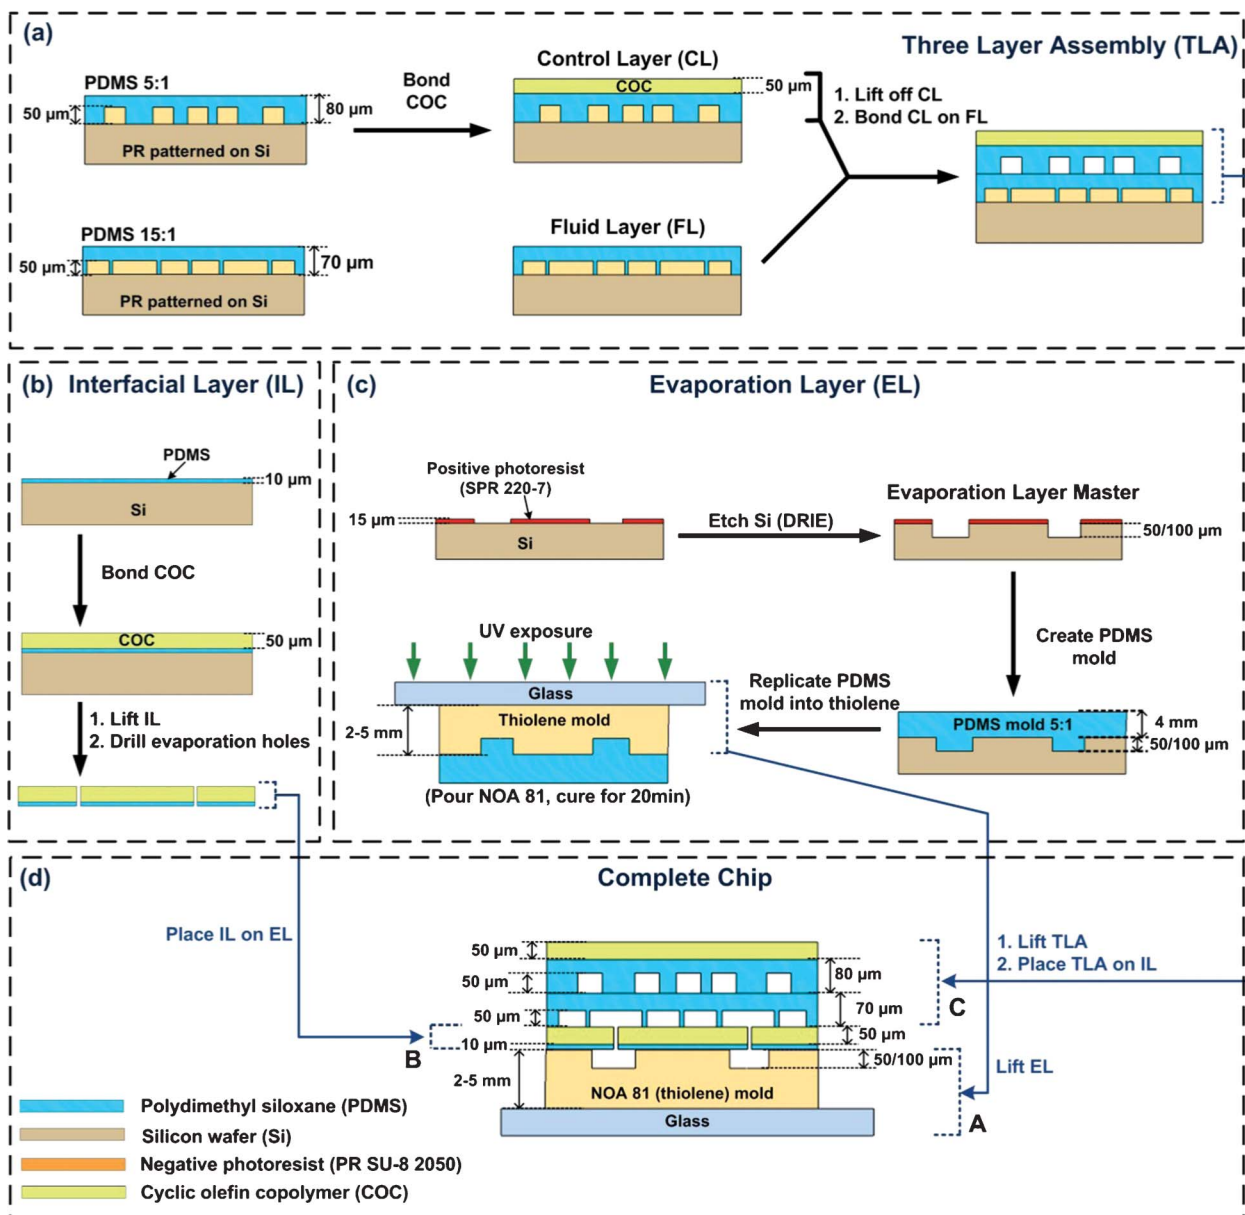 (a)
Three Layer Assembly (TLA)
PDMS 5:1
50 µm
80 µm
PR patterned on Si
Bond
COC
Control Layer (CL)
COC
50 µm
1. Lift off CL
2. Bond CL on FL
PDMS 15:1
50 µm
70 µm
PR patterned on Si
Fluid Layer (FL)
(b) Interfacial Layer (IL)
PDMS
10 µm
Si
Bond COC
COC
50 µm
1. Lift IL
2. Drill evaporation holes
(c)
Evaporation Layer (EL)
Positive photoresist
(SPR 220-7)
15 µm
Si
Etch Si (DRIE)
Evaporation Layer Master
50/100 µm
Create PDMS
mold
PDMS mold 5:1
4 mm
50/100 µm
Replicate PDMS
mold into thiolene
UV exposure
Glass
Thiolene mold
2-5 mm
(Pour NOA 81, cure for 20min)
(d)
Complete Chip
Place IL on EL
B
50 µm
50 µm
50 µm
10 µm
2-5 mm
80 µm
70 µm
50 µm
50/100 µm
NOA 81 (thiolene) mold
Glass
1. Lift TLA
2. Place TLA on IL
C
Lift EL
A
Polydimethyl siloxane (PDMS)
Silicon wafer (Si)
Negative photoresist (PR SU-8 2050)
Cyclic olefin copolymer (COC)